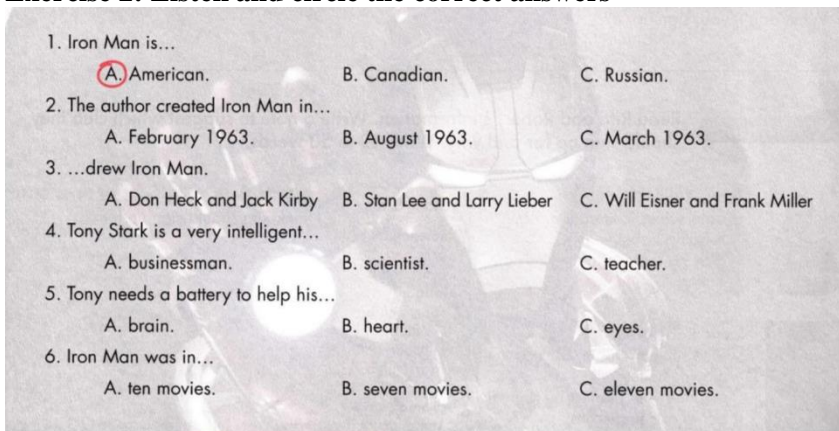 Exercise 2: Listen and circle the correct answers
1. Iron Man is...
A. American. B. Canadian. C. Russian.
2. The author created Iron Man in...
A. February 1963. B. August 1963. C. March 1963.
3. ...drew Iron Man.
A. Don Heck and Jack Kirby B. Stan Lee and Larry Lieber C. Will Eisner and Frank Miller
4. Tony Stark is a very intelligent...
A. businessman. B. scientist. C. teacher.
5. Tony needs a battery to help his...
A. brain. B. heart. C. eyes.
6. Iron Man was in...
A. ten movies. B. seven movies. C. eleven movies.